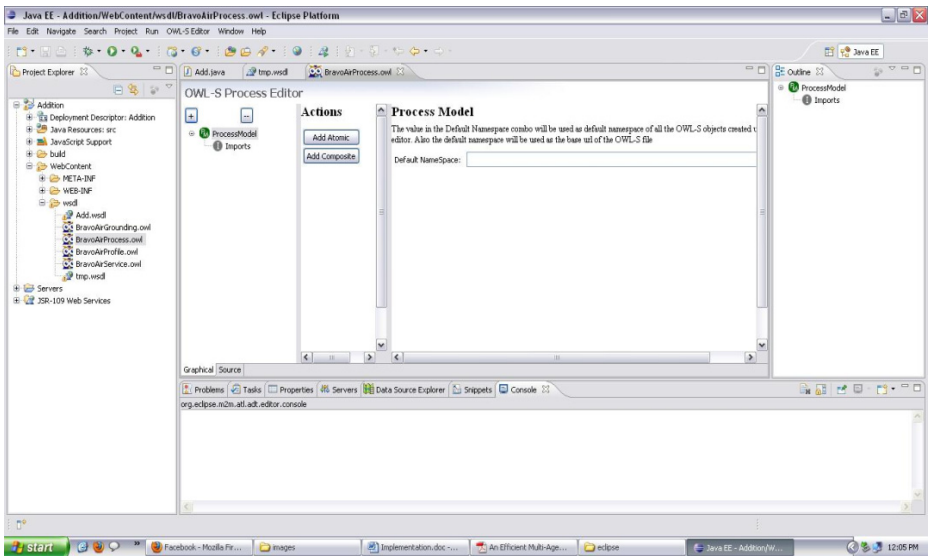 Java EE - Addition/WebContent/wsdl/BravoAirProcess.owl - Eclipse Platform
File Edit Navigate Search Project Run OWL-S Editor Window Help
Java EE
Project Explorer
Addition
Deployment Descriptor: Addition
Java Resources: src
JavaScript Support
build
WebContent
META-INF
WEB-INF
wsdl
Add.wsdl
BravoAirGrounding.owl
BravoAirProcess.owl
BravoAirProfile.owl
BravoAirService.owl
tmp.wsdl
Servers
JSR-109 Web Services
Add.java tmp.wsdl BravoAirProcess.owl
OWL-S Process Editor
+ --
ProcessModel
Imports
Actions
Add Atomic
Add Composite
Process Model
The value in the Default Namespace combo will be used as default namespace of all the OWL-S objects created u
editor. Also the default namespace will be used as the base url of the OWL-S file
Default NameSpace:
Graphical Source
Outline
ProcessModel
Imports
Problems Tasks Properties Servers Data Source Explorer Snippets Console
org.eclipse.m2m.atl.adt.editor.console
start Facebook - Mozilla Fir... images Implementation.doc -... An Efficient Multi-Age... eclipse Java EE - Addition/W... 12:05 PM